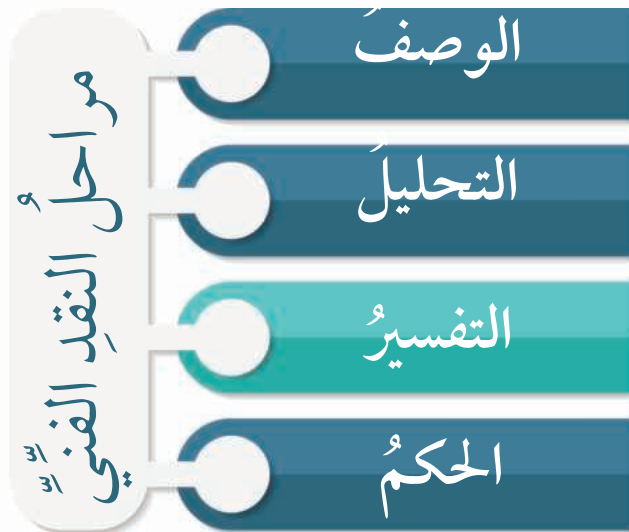 مراحلُ النقدِ الفنيِّ
الوصفُ
التحليلُ
التفسيرُ
الحكمُ